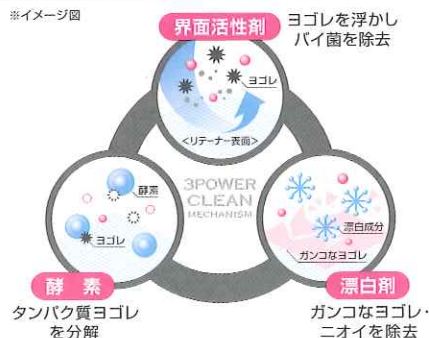 ※イメージ図
界面活性剤
ヨゴレを浮かし
バイ菌を除去
ヨゴレ
<リテーナー表面>
3POWER
CLEAN
MECHANISM
酵素
ヨゴレ
漂白成分
ガンコなヨゴレ
酵 素
タンパク質ヨゴレ
を分解
漂白剤
ガンコなヨゴレ・
ニオイを除去